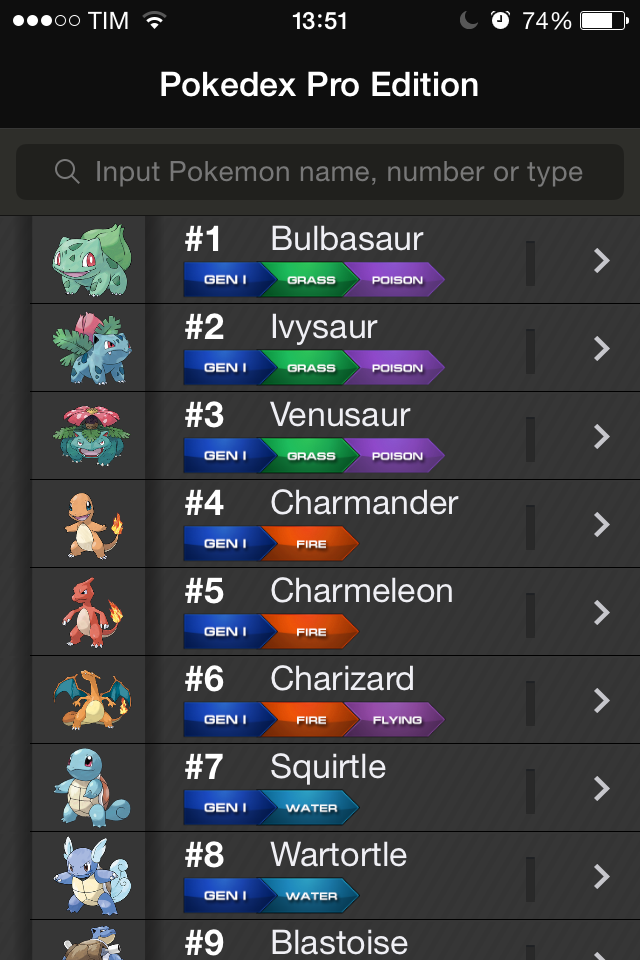 TIM 13:51 74%
Pokedex Pro Edition
Input Pokemon name, number or type
#1 Bulbasaur
GEN I GRASS POISON
#2 Ivysaur
GEN I GRASS POISON
#3 Venusaur
GEN I GRASS POISON
#4 Charmander
GEN I FIRE
#5 Charmeleon
GEN I FIRE
#6 Charizard
GEN I FIRE FLYING
#7 Squirtle
GEN I WATER
#8 Wartortle
GEN I WATER
#9 Blastoise